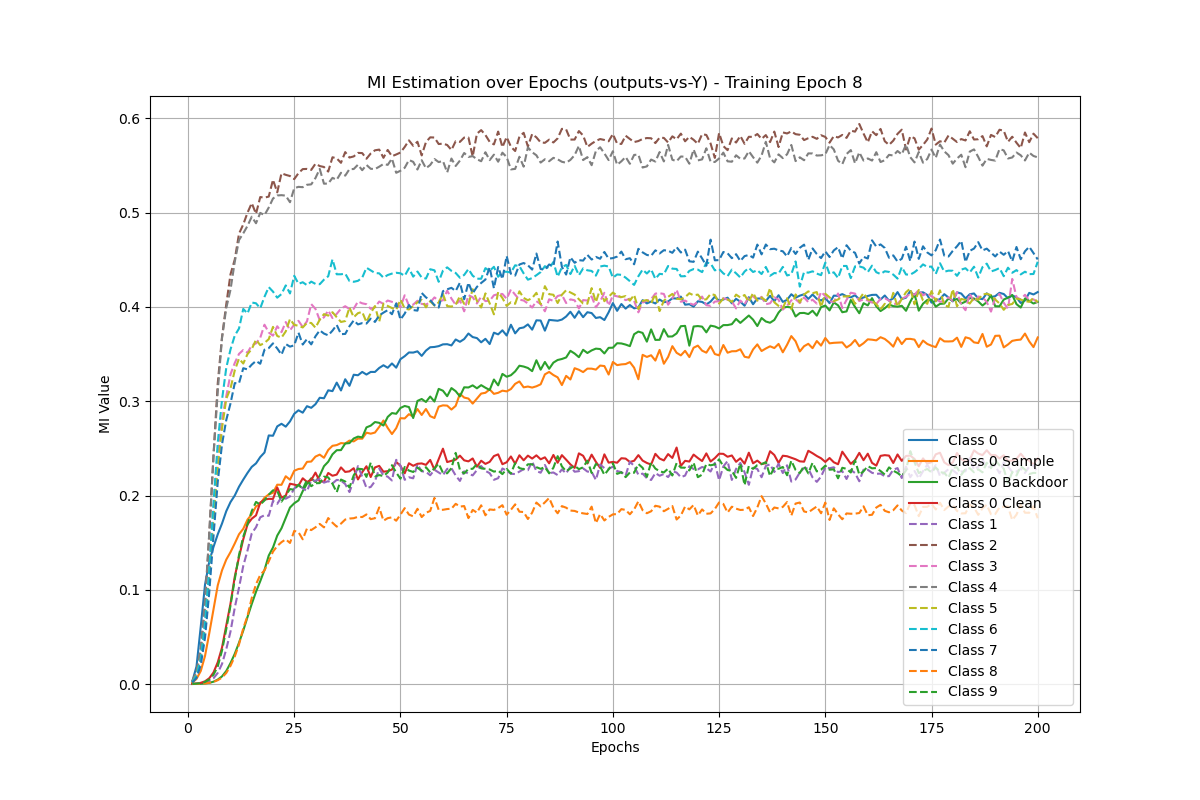 MI Estimation over Epochs (outputs-vs-Y) - Training Epoch 8
0.6
0.5
0.4
0.3
0.2
0.1
0.0
MI Value
Class 0
Class 0 Sample
Class 0 Backdoor
Class 0 Clean
Class 1
Class 2
Class 3
Class 4
Class 5
Class 6
Class 7
Class 8
Class 9
0 25 50 75 100 125 150 175 200
Epochs